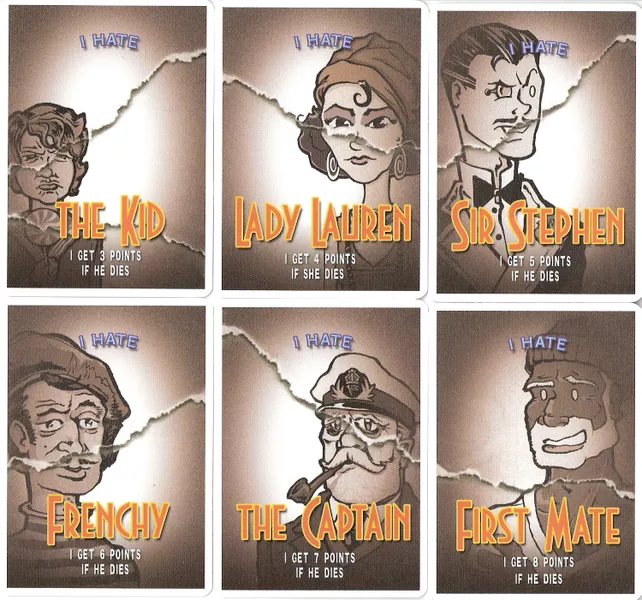 I HATE
THE KID
I GET 3 POINTS
IF HE DIES
I HATE
LADY LAUREN
I GET 4 POINTS
IF SHE DIES
I HATE
SIR STEPHEN
I GET 5 POINTS
IF HE DIES
I HATE
FRENCHY
I GET 6 POINTS
IF HE DIES
I HATE
THE CAPTAIN
I GET 7 POINTS
IF HE DIES
I HATE
FIRST MATE
I GET 8 POINTS
IF HE DIES